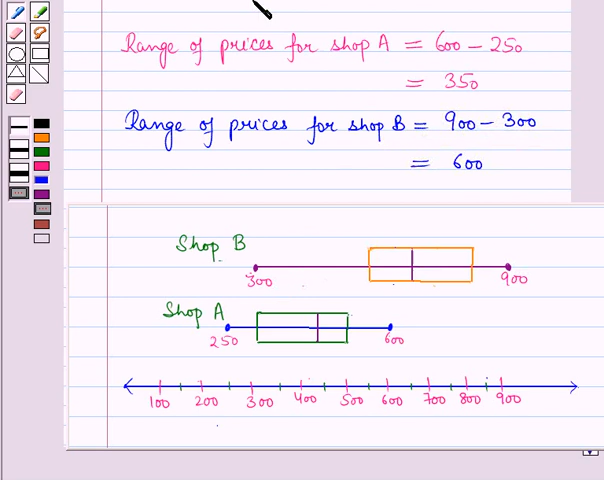 Range of prices for shop A = 600 - 250
= 350
Range of prices for shop B = 900 - 300
= 600
Shop B
300 900
Shop A
250 600
100 200 300 400 500 600 700 800 900